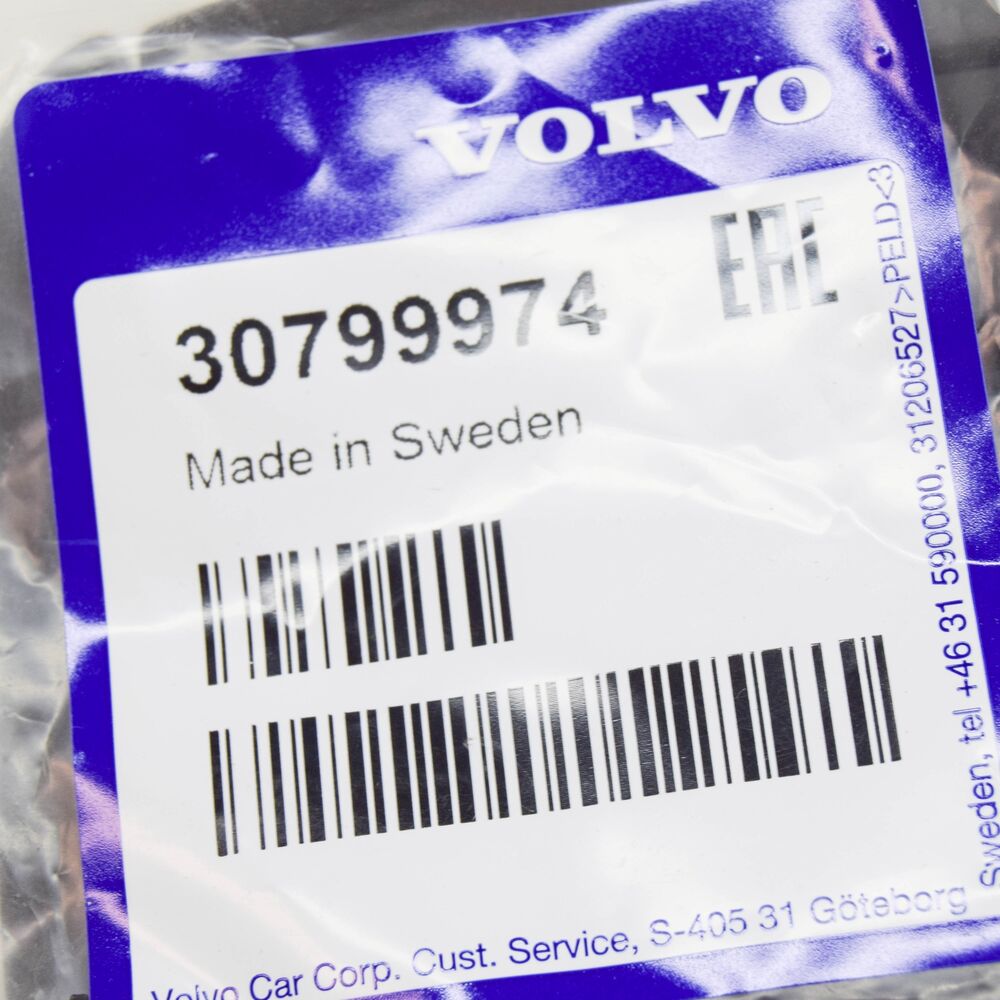 VOLVO
EAC
30799974
Made in Sweden
Volvo Car Corp. Cust. Service, S-405 31 Göteborg
Sweden, tel +46 31 590000, 31206527>PELD<3